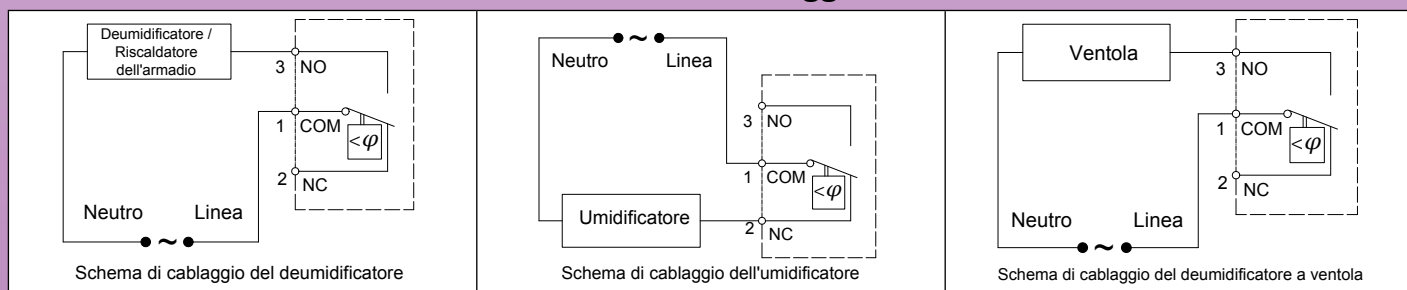 Deumidificatore /
Riscaldatore
dell'armadio
3 NO
1 COM
<φ
2 NC
Neutro Linea
~
Schema di cablaggio del deumidificatore
~
Neutro Linea
3 NO
1 COM
<φ
Umidificatore
2 NC
Schema di cablaggio dell'umidificatore
Ventola
3 NO
1 COM
<φ
2 NC
Neutro Linea
~
Schema di cablaggio del deumidificatore a ventola